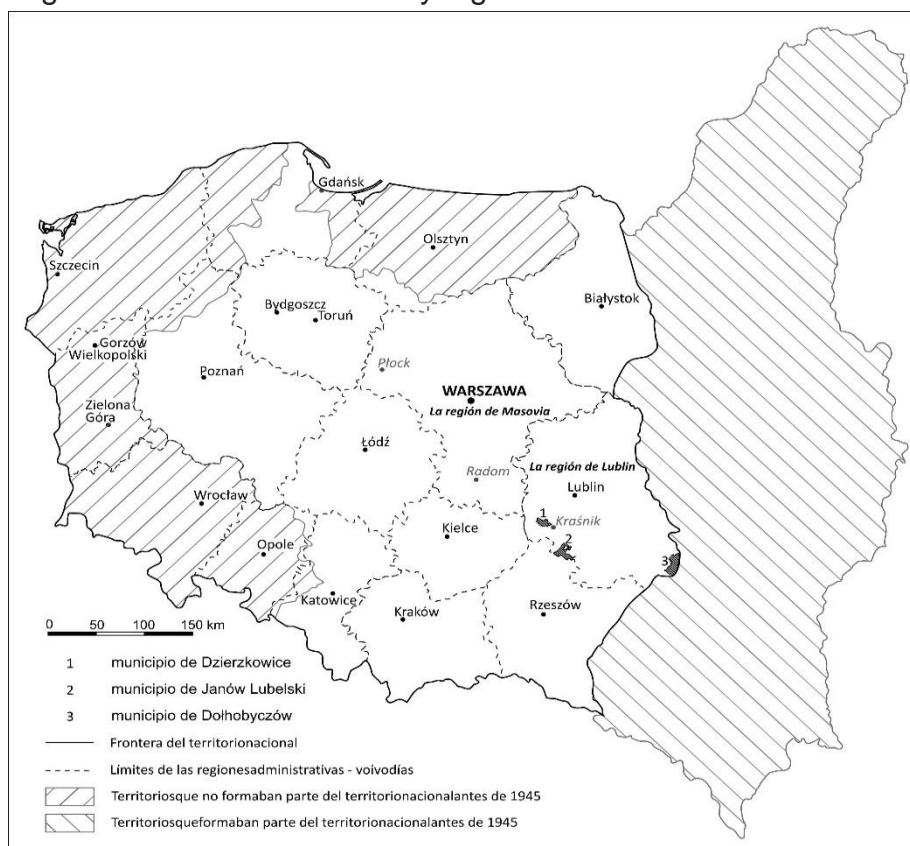 Gdańsk
Olsztyn
Szczecin
Białystok
Bydgoszcz
Toruń
Gorzów
Wielkopolski
Płock
Poznań
WARSZAWA
La región de Masovia
Zielona
Góra
Łódź
La región de Lublin
Radom
Lublin
Wrocław
1
Kraśnik
Kielce
2
Opole
3
Katowice
Kraków
Rzeszów
0 50 100 150 km
1 municipio de Dzierzkowice
2 municipio de Janów Lubelski
3 municipio de Dołhobyczów
Frontera del territorionacional
Límites de las regionesadministrativas - voivodías
Territoriosque no formaban parte del territorionacionalantes de 1945
Territoriosqueformaban parte del territorionacionalantes de 1945